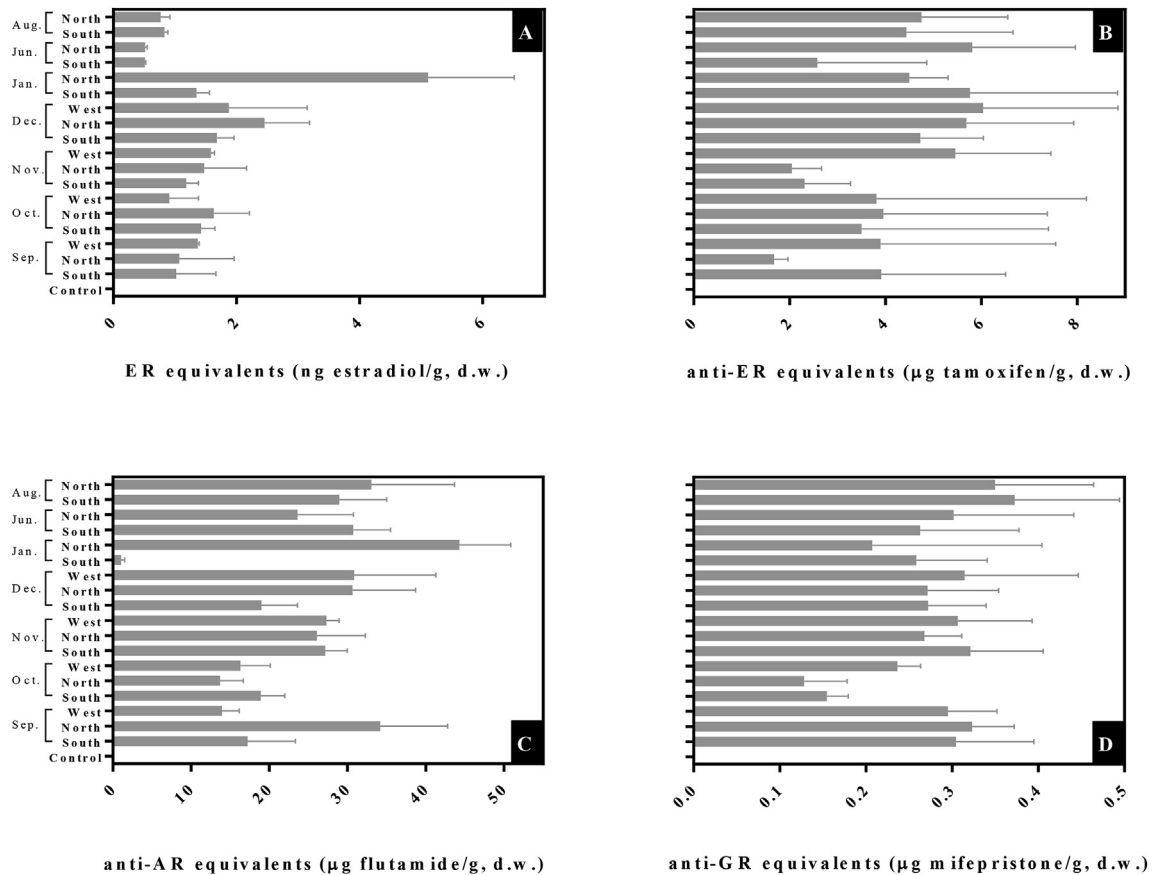 A
Aug.
North
South
Jun.
North
South
Jan.
North
South
Dec.
West
North
South
Nov.
West
North
South
Oct.
West
North
South
Sep.
West
North
South
Control
0 2 4 6
ER equivalents (ng estradiol/g, d.w.)
B
0 2 4 6 8
anti-ER equivalents (μg tamoxifen/g, d.w.)
Aug.
North
South
Jun.
North
South
Jan.
North
South
Dec.
West
North
South
Nov.
West
North
South
Oct.
West
North
South
Sep.
West
North
South
Control
C
0 10 20 30 40 50
anti-AR equivalents (μg flutamide/g, d.w.)
D
0.0 0.1 0.2 0.3 0.4 0.5
anti-GR equivalents (μg mifepristone/g, d.w.)